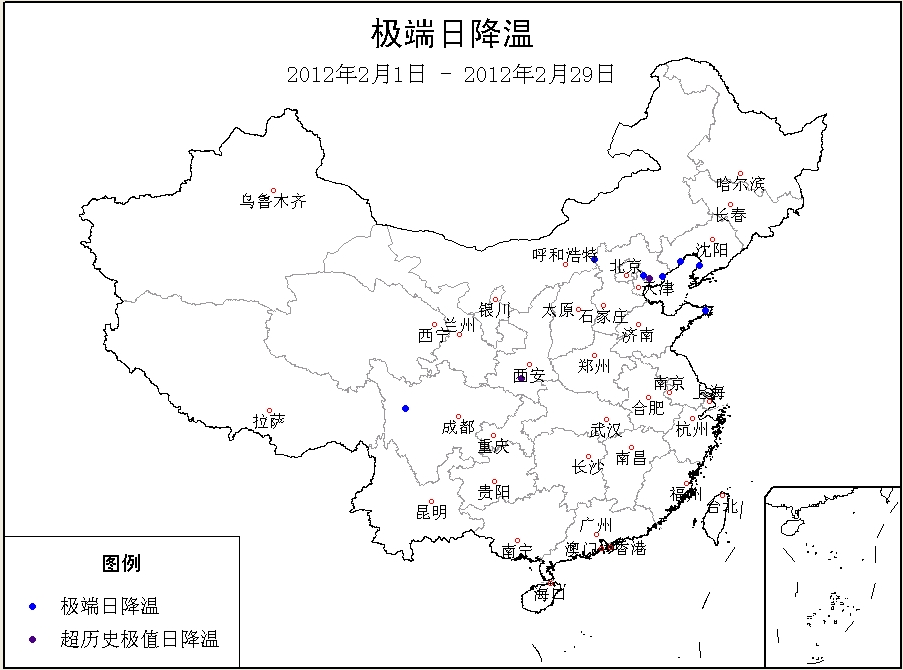 极端日降温
2012年2月1日 - 2012年2月29日
哈尔滨
乌鲁木齐
长春
沈阳
呼和浩特
北京
天津
银川
太原
石家庄
兰州
西宁
济南
郑州
西安
南京
上海
合肥
拉萨
成都
武汉
杭州
重庆
南昌
长沙
贵阳
福州
台北
昆明
广州
南宁
澳门
香港
海口
图例
极端日降温
超历史极值日降温